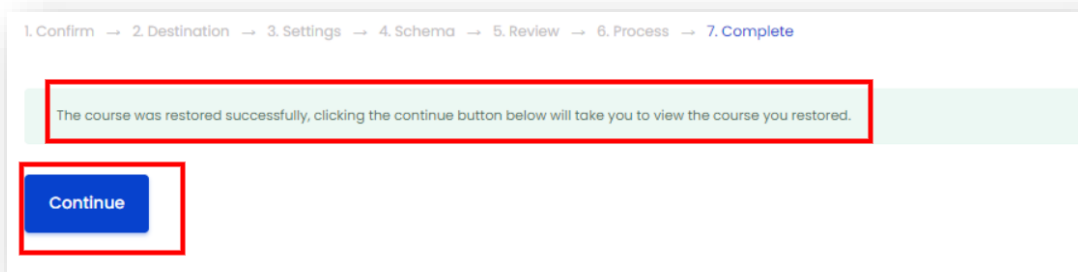 1. Confirm → 2. Destination → 3. Settings → 4. Schema → 5. Review → 6. Process → 7. Complete
The course was restored successfully, clicking the continue button below will take you to view the course you restored.
Continue